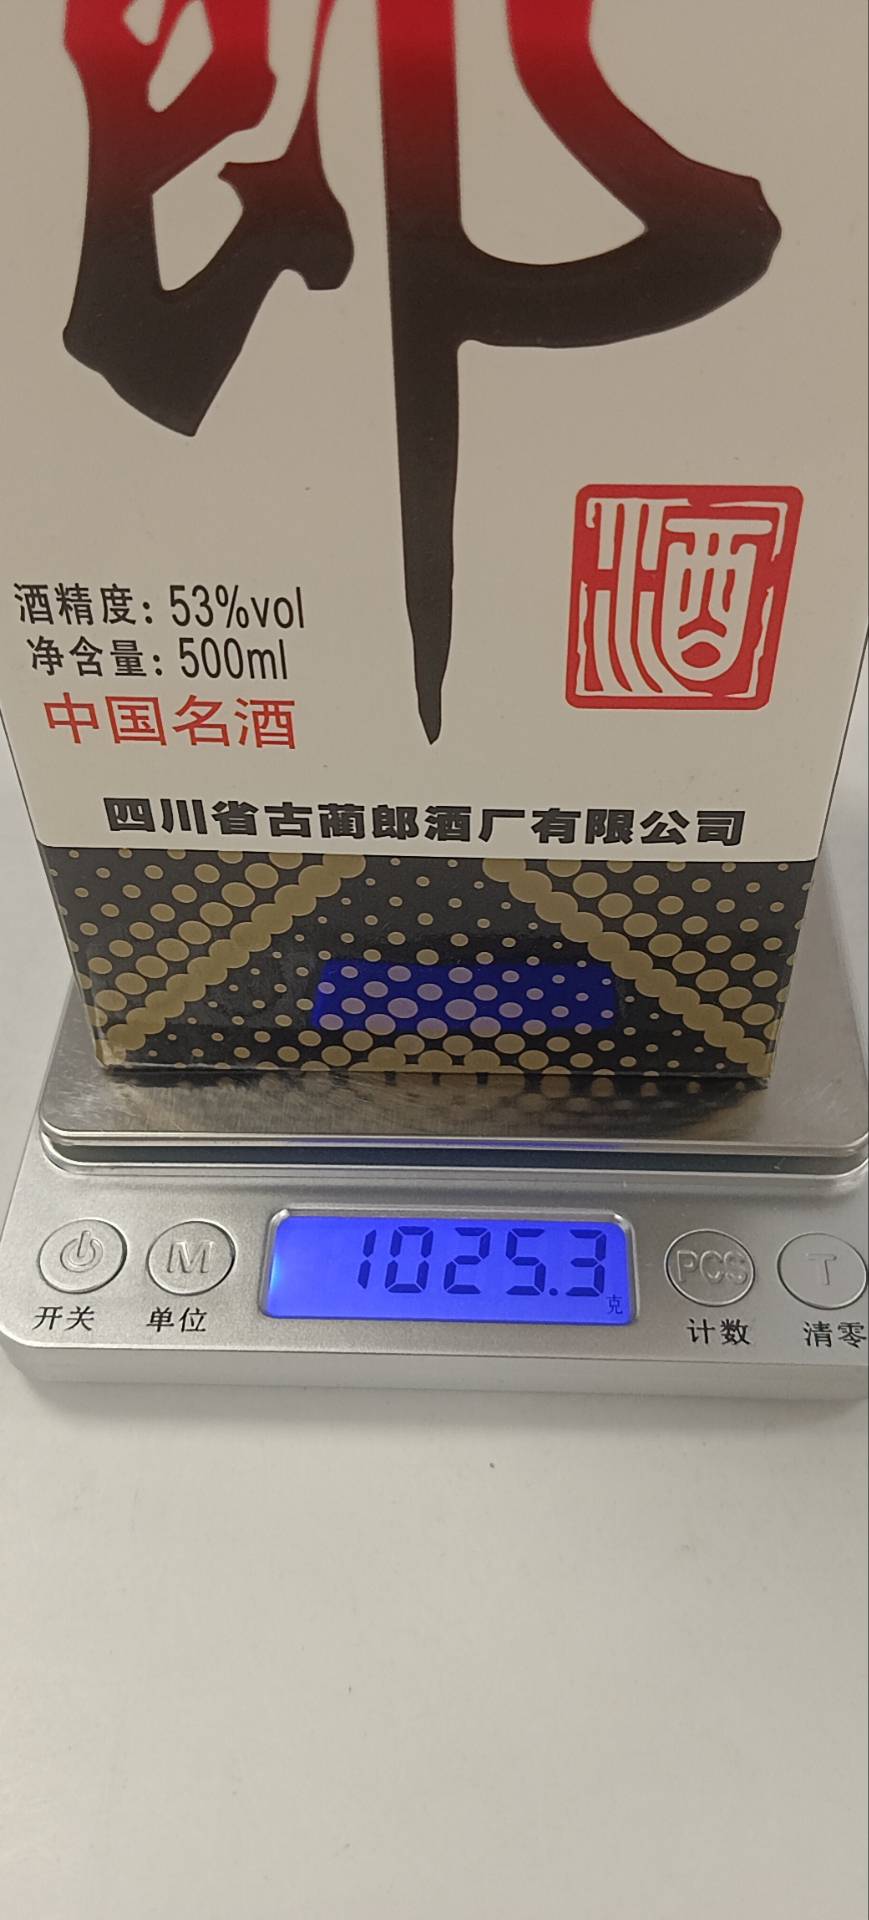 郎
酒
酒精度：53%vol
净含量：500ml
中国名酒
四川省古蔺郎酒厂有限公司
M
1025.3
克
PCS
T
开关
单位
计数
清零